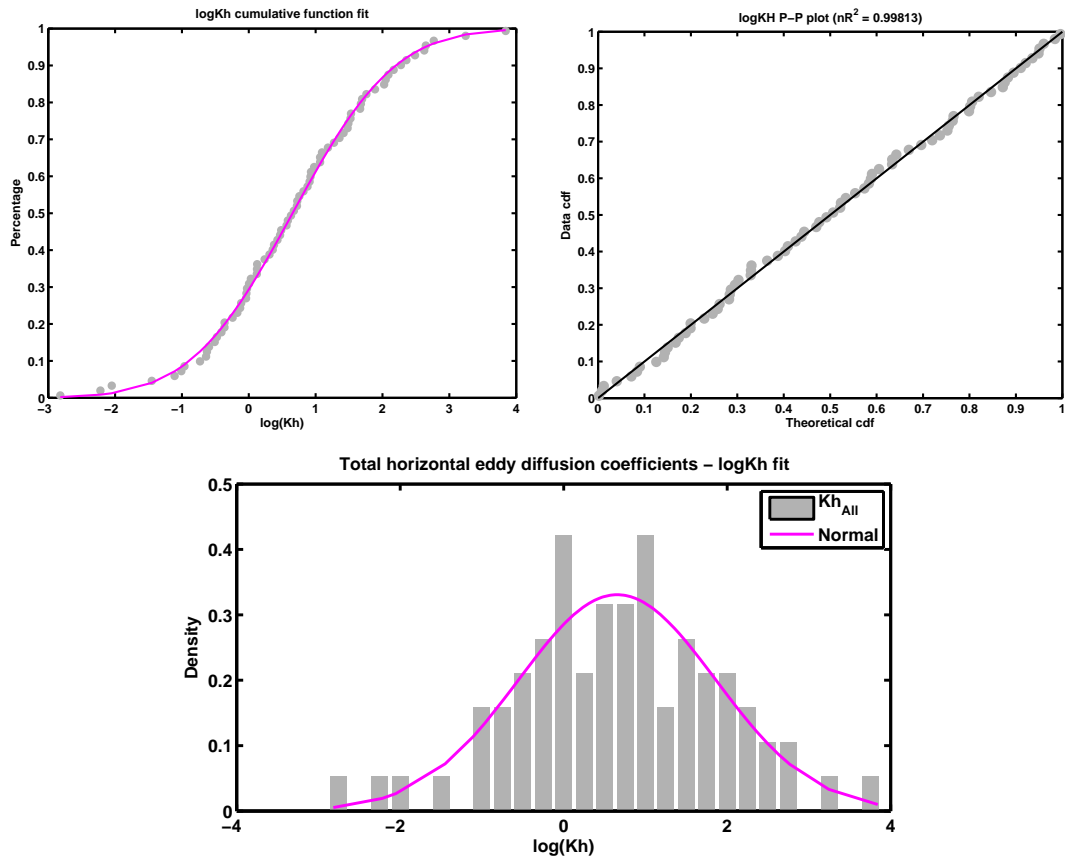 logKh cumulative function fit
1
0.9
0.8
0.7
0.6
0.5
0.4
0.3
0.2
0.1
0
Percentage
−3 −2 −1 0 1 2 3 4
log(Kh)
logKH P−P plot (nR² = 0.99813)
1
0.9
0.8
0.7
0.6
0.5
0.4
0.3
0.2
0.1
0
Data cdf
0 0.1 0.2 0.3 0.4 0.5 0.6 0.7 0.8 0.9 1
Theoretical cdf
Total horizontal eddy diffusion coefficients − logKh fit
0.5
0.4
0.3
0.2
0.1
0
Density
Kh_All
Normal
−4 −2 0 2 4
log(Kh)